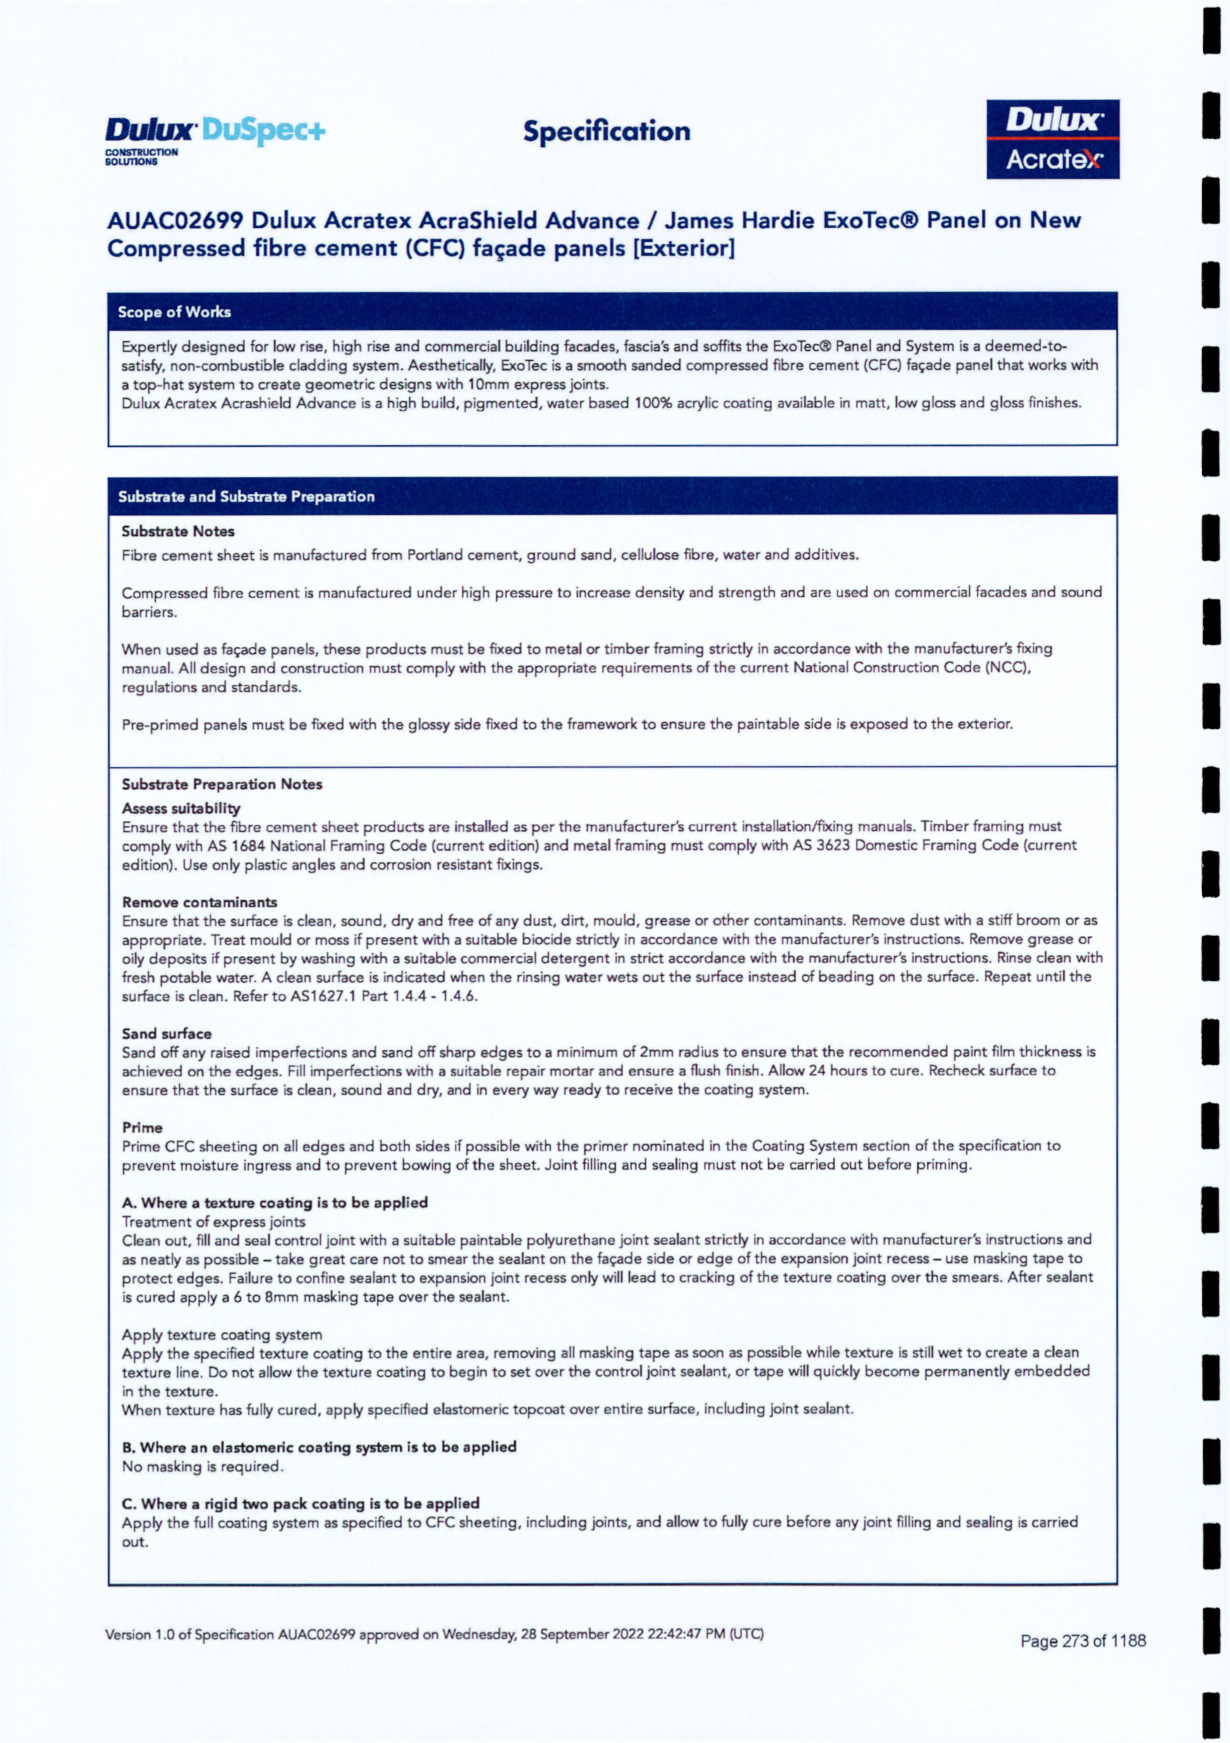 Dulux DuSpec+
CONSTRUCTION
SOLUTIONS
Specification
Dulux
Acratex
AUAC02699 Dulux Acratex AcraShield Advance / James Hardie ExoTec® Panel on New
Compressed fibre cement (CFC) façade panels [Exterior]
Scope of Works
Expertly designed for low rise, high rise and commercial building facades, fascia's and soffits the ExoTec® Panel and System is a deemed-to-
satisfy, non-combustible cladding system. Aesthetically, ExoTec is a smooth sanded compressed fibre cement (CFC) façade panel that works with
a top-hat system to create geometric designs with 10mm express joints.
Dulux Acratex Acrashield Advance is a high build, pigmented, water based 100% acrylic coating available in matt, low gloss and gloss finishes.
Substrate and Substrate Preparation
Substrate Notes
Fibre cement sheet is manufactured from Portland cement, ground sand, cellulose fibre, water and additives.
Compressed fibre cement is manufactured under high pressure to increase density and strength and are used on commercial facades and sound
barriers.
When used as façade panels, these products must be fixed to metal or timber framing strictly in accordance with the manufacturer's fixing
manual. All design and construction must comply with the appropriate requirements of the current National Construction Code (NCC),
regulations and standards.
Pre-primed panels must be fixed with the glossy side fixed to the framework to ensure the paintable side is exposed to the exterior.
Substrate Preparation Notes
Assess suitability
Ensure that the fibre cement sheet products are installed as per the manufacturer's current installation/fixing manuals. Timber framing must
comply with AS 1684 National Framing Code (current edition) and metal framing must comply with AS 3623 Domestic Framing Code (current
edition). Use only plastic angles and corrosion resistant fixings.
Remove contaminants
Ensure that the surface is clean, sound, dry and free of any dust, dirt, mould, grease or other contaminants. Remove dust with a stiff broom or as
appropriate. Treat mould or moss if present with a suitable biocide strictly in accordance with the manufacturer's instructions. Remove grease or
oily deposits if present by washing with a suitable commercial detergent in strict accordance with the manufacturer's instructions. Rinse clean with
fresh potable water. A clean surface is indicated when the rinsing water wets out the surface instead of beading on the surface. Repeat until the
surface is clean. Refer to AS1627.1 Part 1.4.4 - 1.4.6.
Sand surface
Sand off any raised imperfections and sand off sharp edges to a minimum of 2mm radius to ensure that the recommended paint film thickness is
achieved on the edges. Fill imperfections with a suitable repair mortar and ensure a flush finish. Allow 24 hours to cure. Recheck surface to
ensure that the surface is clean, sound and dry, and in every way ready to receive the coating system.
Prime
Prime CFC sheeting on all edges and both sides if possible with the primer nominated in the Coating System section of the specification to
prevent moisture ingress and to prevent bowing of the sheet. Joint filling and sealing must not be carried out before priming.
A. Where a texture coating is to be applied
Treatment of express joints
Clean out, fill and seal control joint with a suitable paintable polyurethane joint sealant strictly in accordance with manufacturer's instructions and
as neatly as possible – take great care not to smear the sealant on the façade side or edge of the expansion joint recess – use masking tape to
protect edges. Failure to confine sealant to expansion joint recess only will lead to cracking of the texture coating over the smears. After sealant
is cured apply a 6 to 8mm masking tape over the sealant.
Apply texture coating system
Apply the specified texture coating to the entire area, removing all masking tape as soon as possible while texture is still wet to create a clean
texture line. Do not allow the texture coating to begin to set over the control joint sealant, or tape will quickly become permanently embedded
in the texture.
When texture has fully cured, apply specified elastomeric topcoat over entire surface, including joint sealant.
B. Where an elastomeric coating system is to be applied
No masking is required.
C. Where a rigid two pack coating is to be applied
Apply the full coating system as specified to CFC sheeting, including joints, and allow to fully cure before any joint filling and sealing is carried
out.
Version 1.0 of Specification AUAC02699 approved on Wednesday, 28 September 2022 22:42:47 PM (UTC)
Page 273 of 1188